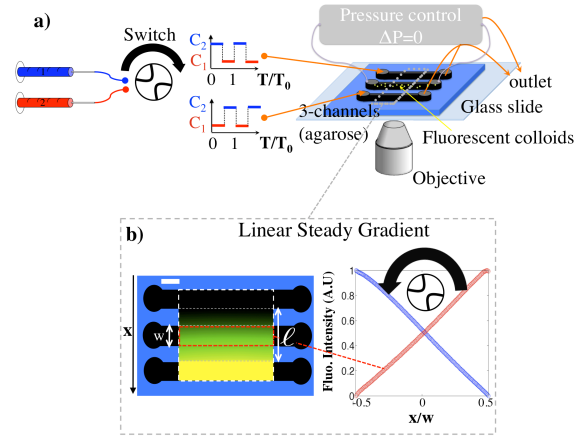 a)
Switch
Pressure control
ΔP=0
C2
C1
0 1 T/T0
C2
C1
0 1 T/T0
1
2
3-channels
(agarose)
outlet
Glass slide
Fluorescent colloids
Objective
b)
Linear Steady Gradient
x
w
ℓ
Fluo. Intensity (A.U)
1
0.8
0.6
0.4
0.2
0
-0.5
0
0.5
x/w